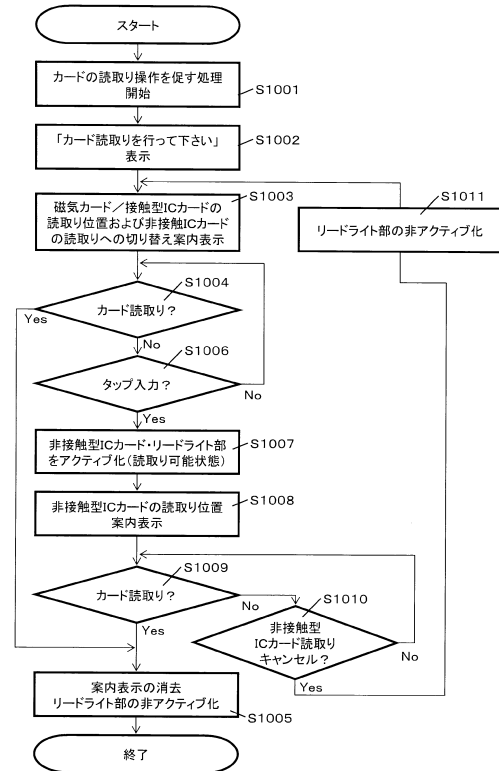 スタート
カードの読取り操作を促す処理
開始
S1001
「カード読取りを行って下さい」
表示
S1002
磁気カード／接触型ICカードの
読取り位置および非接触ICカード
の読取りへの切り替え案内表示
S1003
S1011
リードライト部の非アクティブ化
S1004
カード読取り？
Yes
No
S1006
タップ入力？
No
Yes
非接触型ICカード・リードライト部
をアクティブ化（読取り可能状態）
S1007
非接触型ICカードの読取り位置
案内表示
S1008
S1009
カード読取り？
No
Yes
S1010
非接触型
ICカード読取り
キャンセル？
No
Yes
案内表示の消去
リードライト部の非アクティブ化
S1005
終了